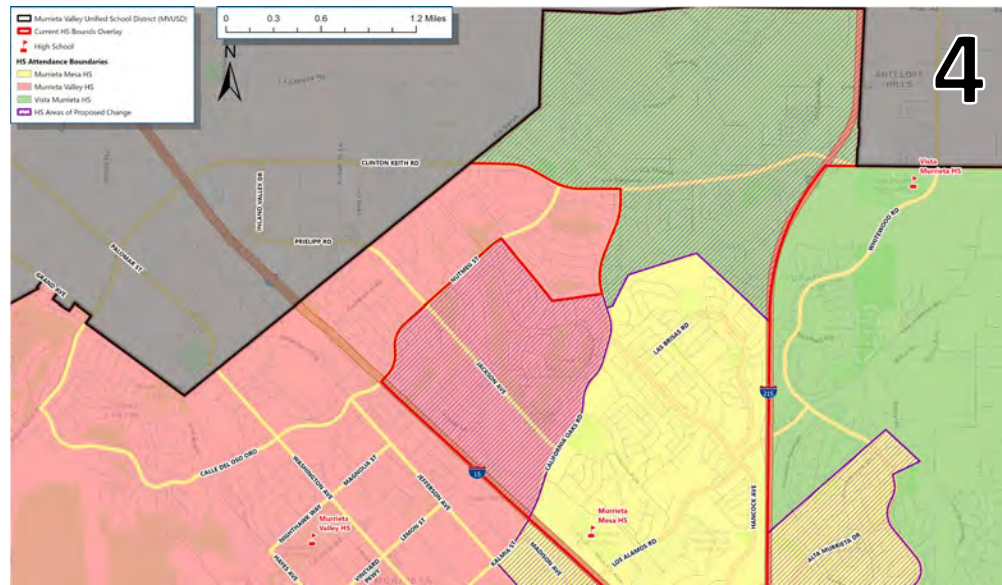 Murrieta Valley Unified School District (MVUSD)
Current HS Bounds Overlay
High School
HS Attendance Boundaries
Murrieta Mesa HS
Murrieta Valley HS
Vista Murrieta HS
HS Areas of Proposed Change
0 0.3 0.6 1.2 Miles
N
4
ANTELOPE
HILLS
CLINTON KEITH RD
Vista
Murrieta HS
INLAND VALLEY DR
PRIELIPP RD
PALOMAR ST
GRAND AVE
NUTMEG ST
WHITEWOOD RD
JACKSON AVE
LAS BRISAS RD
CALIFORNIA OAKS RD
215
CALLE DEL OSO ORO
WASHINGTON AVE
MAGNOLIA ST
JEFFERSON AVE
15
HANCOCK AVE
NIGHTHAWK WAY
Murrieta
Valley HS
LEMON ST
Murrieta
Mesa HS
HAYES AVE
VINEYARD
PKWY
KALMIA ST
MADISON AVE
LOS ALAMOS RD
ALTA MURRIETA DR
MURRIETA